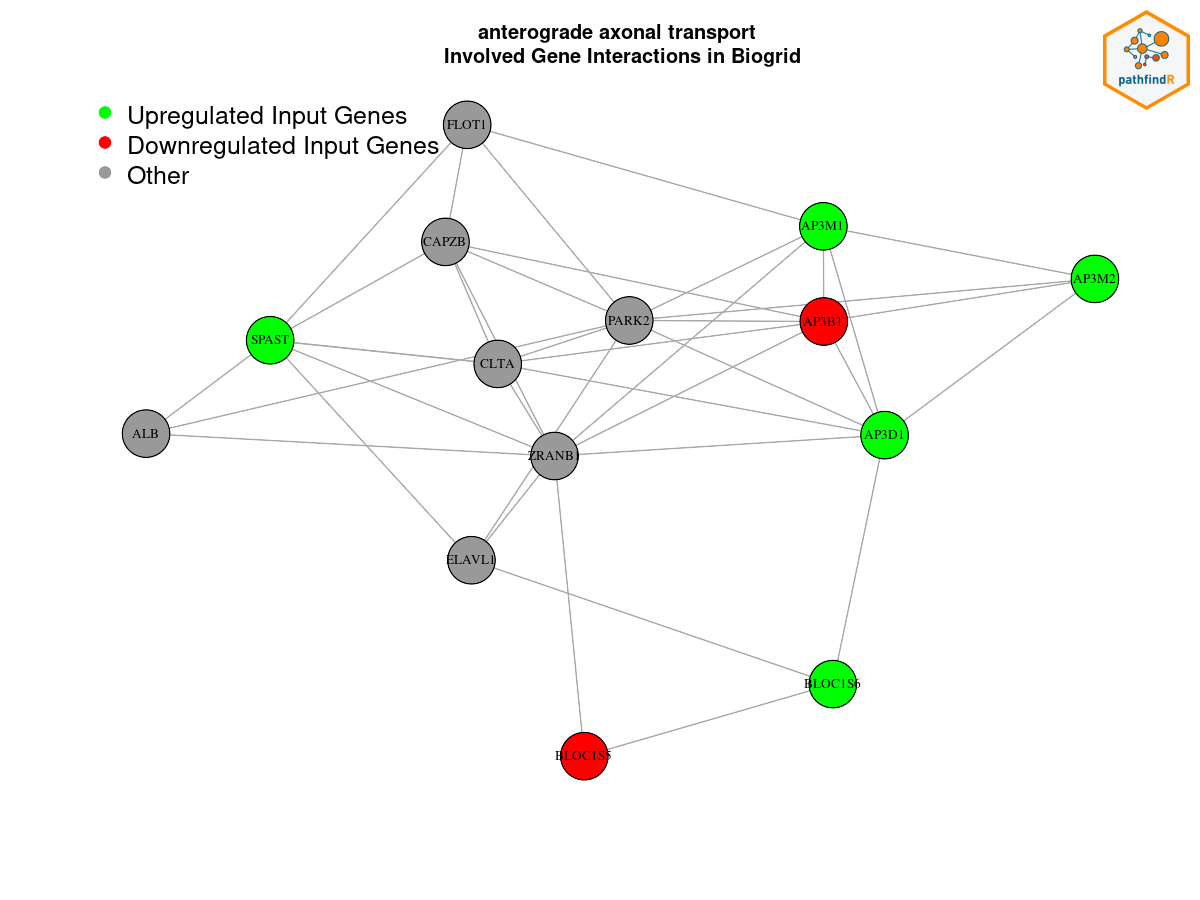 anterograde axonal transport
Involved Gene Interactions in Biogrid
pathfindR
Upregulated Input Genes
Downregulated Input Genes
Other
FLOT1
CAPZB
AP3M1
AP3M2
PARK2
AP3B1
SPAST
CLTA
ALB
ZRANB1
AP3D1
ELAVL1
BLOC1S6
BLOC1S5